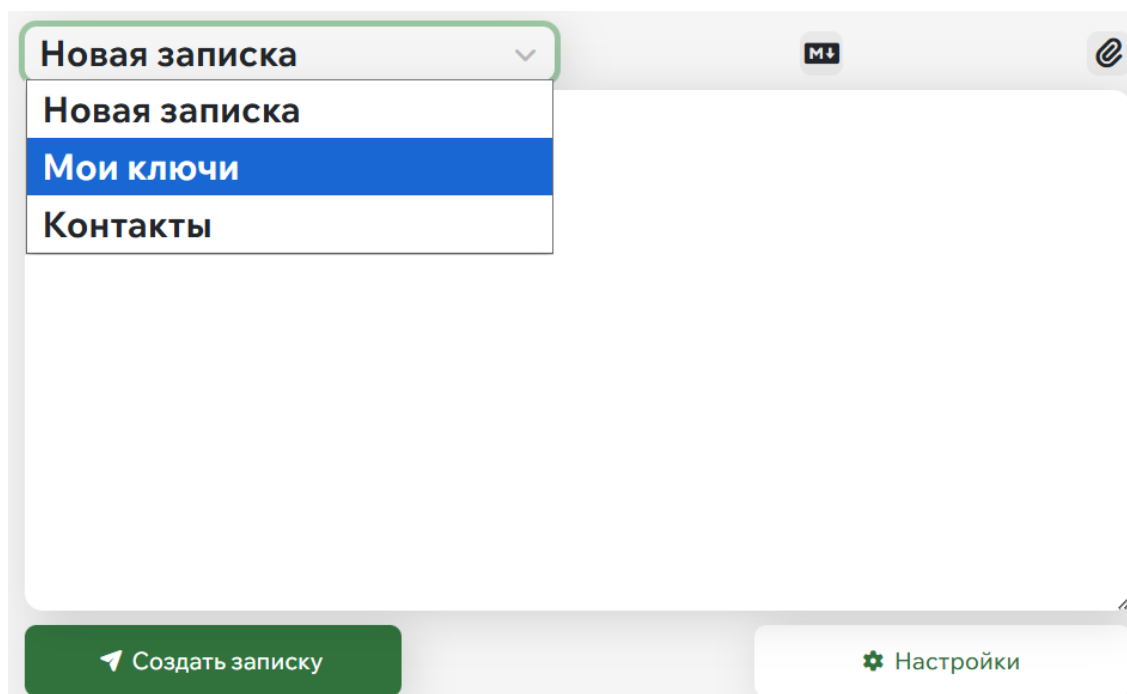 Новая записка
M↓
Новая записка
Мои ключи
Контакты
Создать записку
Настройки